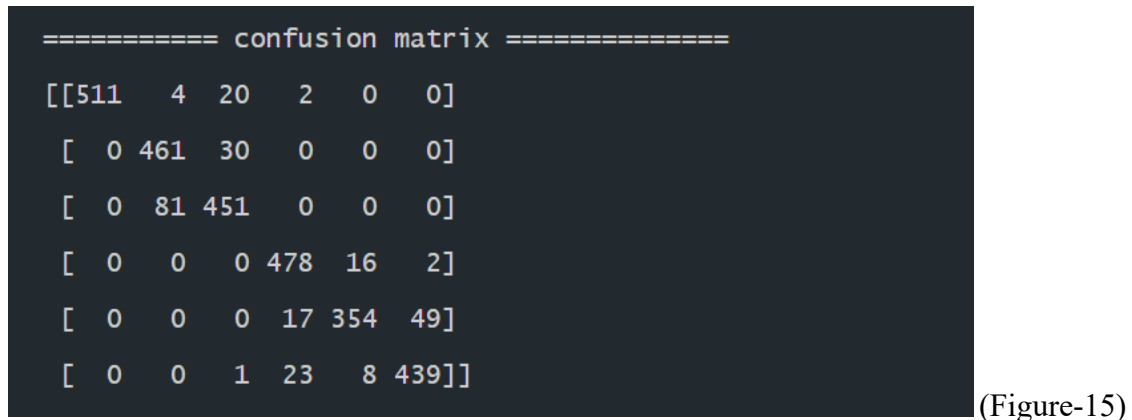 =========== confusion matrix ==============
[[511   4  20   2   0   0]
 [  0 461  30   0   0   0]
 [  0  81 451   0   0   0]
 [  0   0   0 478  16   2]
 [  0   0   0  17 354  49]
 [  0   0   1  23   8 439]]
(Figure-15)